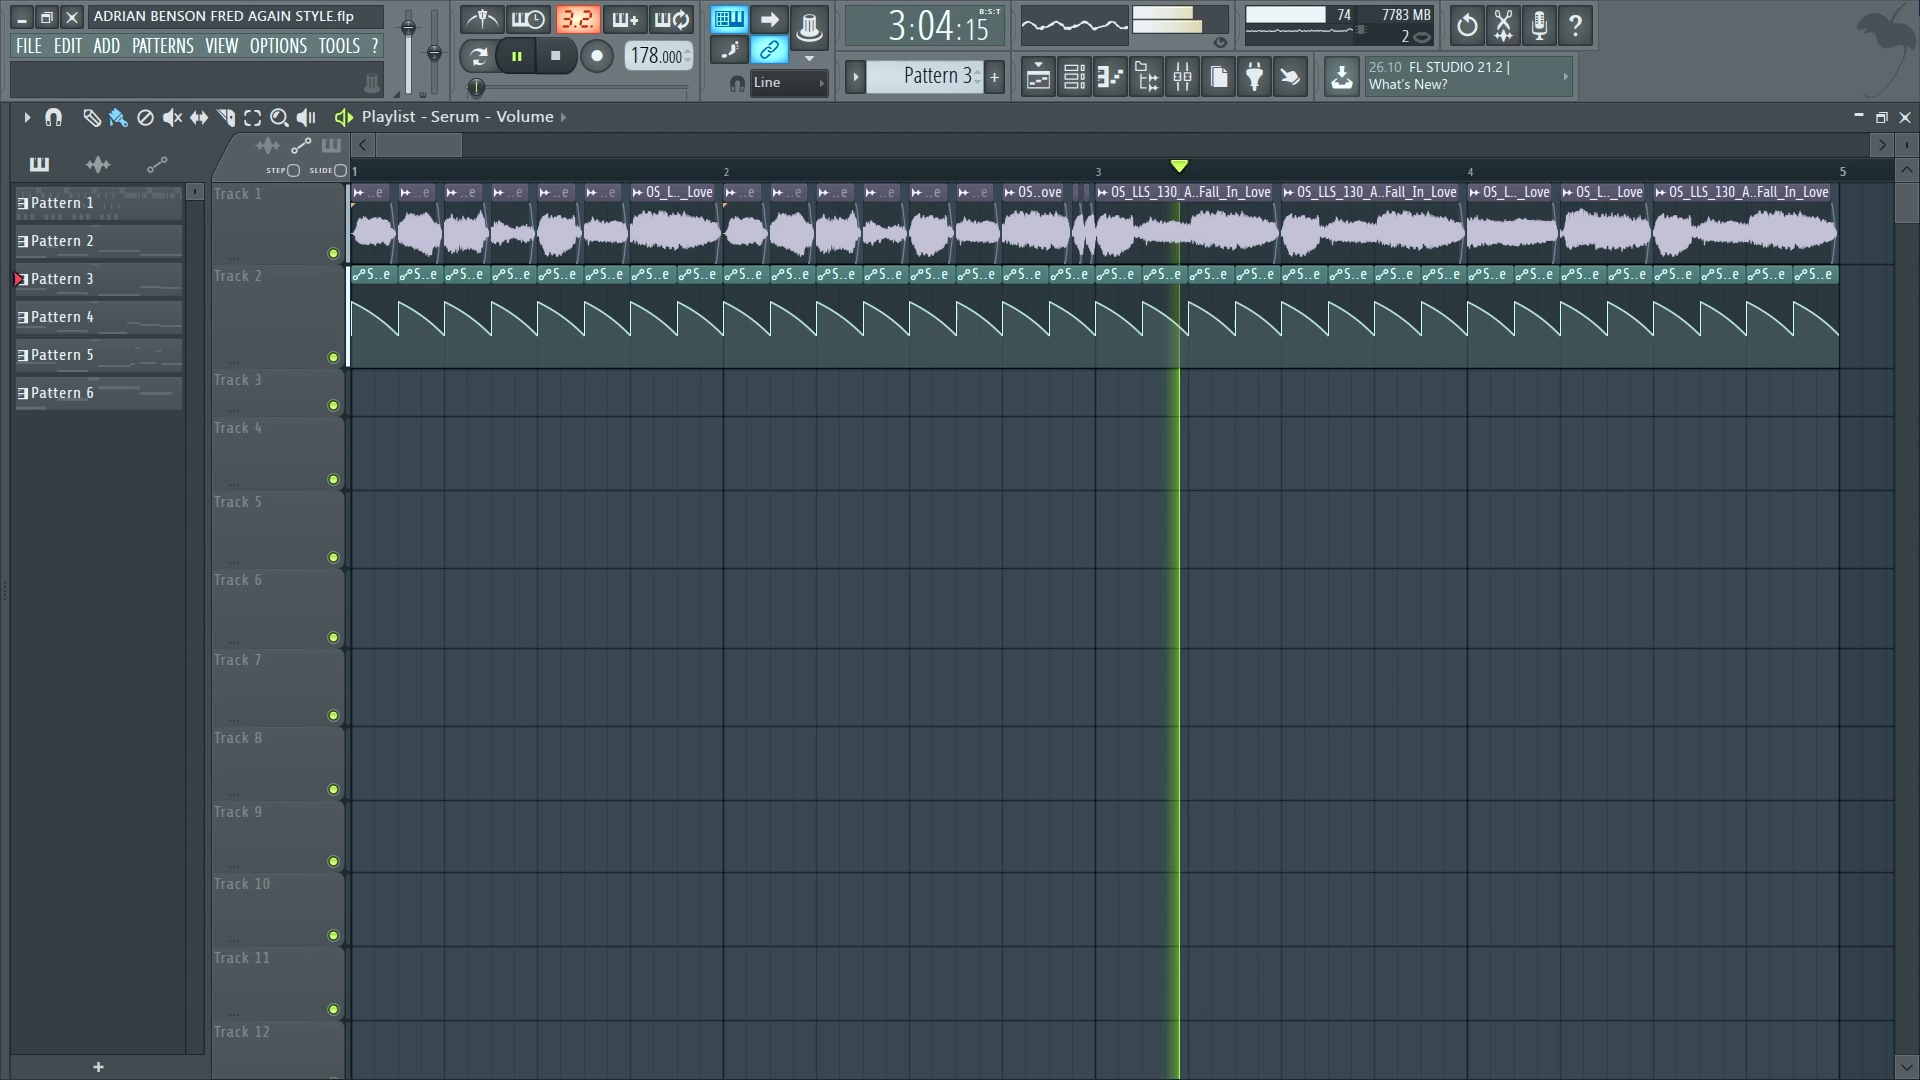 ADRIAN BENSON FRED AGAIN STYLE.flp
FILE EDIT ADD PATTERNS VIEW OPTIONS TOOLS ?
3.2.
178.000
Line
3:04:15
B:S:T
Pattern 3
+
74
7783 MB
2
?
26.10 FL STUDIO 21.2 |
What's New?
Playlist - Serum - Volume
STEP
SLIDE
1
2
3
4
5
Pattern 1
Pattern 2
Pattern 3
Pattern 4
Pattern 5
Pattern 6
+
Track 1
..e ..e ..e ..e ..e ..e OS_L.._Love ..e ..e ..e ..e ..e ..e OS..ove OS_LLS_130_A..Fall_In_Love OS_LLS_130_A..Fall_In_Love OS_L.._Love OS_L.._Love OS_LLS_130_A..Fall_In_Love
Track 2
S..e S..e S..e S..e S..e S..e S..e S..e S..e S..e S..e S..e S..e S..e S..e S..e S..e S..e S..e S..e S..e S..e S..e S..e S..e S..e S..e S..e S..e S..e S..e S..e
Track 3
Track 4
Track 5
Track 6
Track 7
Track 8
Track 9
Track 10
Track 11
Track 12